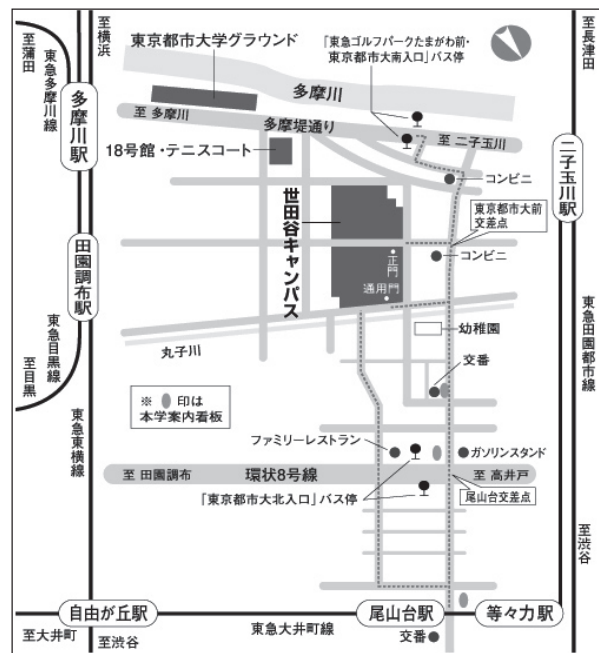 至蒲田
東急多摩川線
至横浜
東京都市大学グラウンド
「東急ゴルフパークたまがわ前・
東京都市大南入口」バス停
至長津田
多摩川
至 多摩川
多摩堤通り
至 二子玉川
多摩川駅
18号館・テニスコート
二子玉川駅
コンビニ
世田谷キャンパス
東京都市大前
交差点
正門
コンビニ
田園調布駅
通用門
東急目黒線
至目黒
丸子川
幼稚園
東急田園都市線
交番
※ 印は
本学案内看板
東急東横線
ファミリーレストラン
ガソリンスタンド
至 田園調布
環状8号線
至 高井戸
「東京都市大北入口」バス停
尾山台交差点
至渋谷
自由が丘駅
尾山台駅
等々力駅
至大井町
至渋谷
東急大井町線
交番